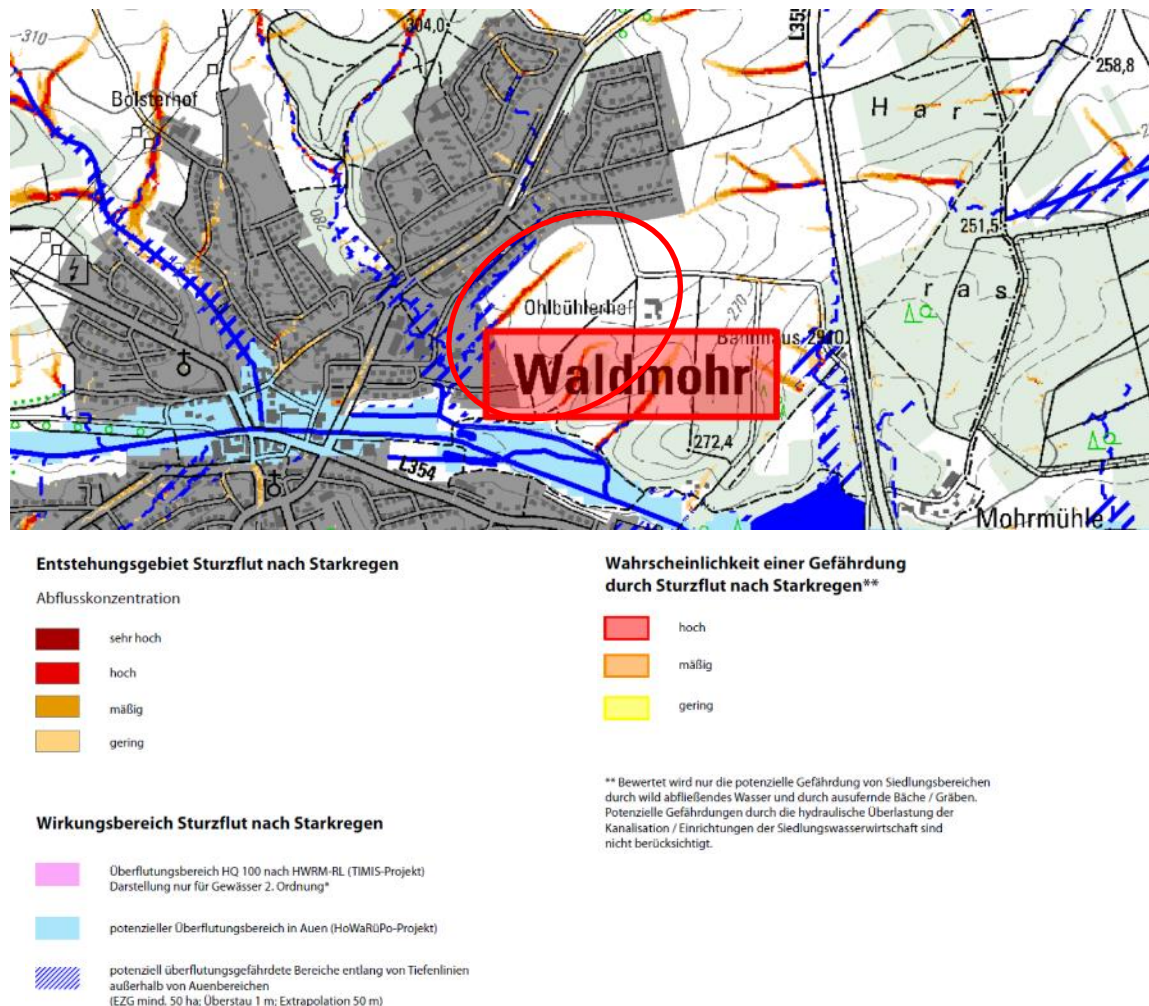 304,0
L35
310
258,8
Bolsterhof
H a r
280
251,5
r a s
Ohlbühlerhof
270
Waldmohr
272,4
L354
Mohrmühle
Entstehungsgebiet Sturzflut nach Starkregen
Abflusskonzentration
sehr hoch
hoch
mäßig
gering
Wirkungsbereich Sturzflut nach Starkregen
Überflutungsbereich HQ 100 nach HWRM-RL (TIMIS-Projekt)
Darstellung nur für Gewässer 2. Ordnung*
potenzieller Überflutungsbereich in Auen (HoWaRüPo-Projekt)
potenziell überflutungsgefährdete Bereiche entlang von Tiefenlinien
außerhalb von Auenbereichen
(EZG mind. 50 ha; Überstau 1 m; Extrapolation 50 m)
Wahrscheinlichkeit einer Gefährdung
durch Sturzflut nach Starkregen**
hoch
mäßig
gering
** Bewertet wird nur die potenzielle Gefährdung von Siedlungsbereichen
durch wild abfließendes Wasser und durch ausufernde Bäche / Gräben.
Potenzielle Gefährdungen durch die hydraulische Überlastung der
Kanalisation / Einrichtungen der Siedlungswasserwirtschaft sind
nicht berücksichtigt.